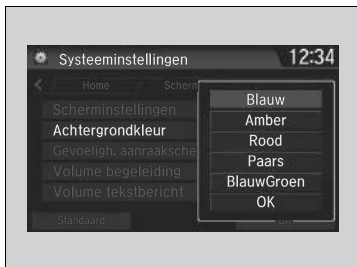 Systeeminstellingen 12:34
Home Scherm
Scherminstellingen
Achtergrondkleur
Gevoeligh. aanraaksche
Volume begeleiding
Volume tekstbericht
Standaard
Blauw
Amber
Rood
Paars
BlauwGroen
OK